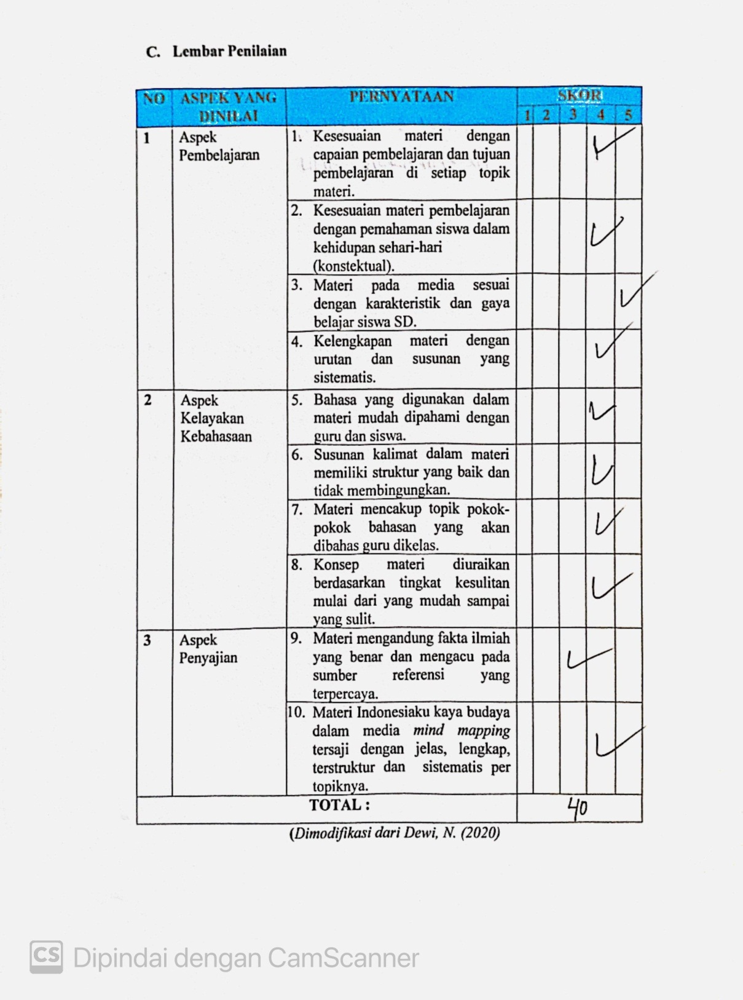 C. Lembar Penilaian
NO ASPEK YANG DINILAI PERNYATAAN SKOR
1 2 3 4 5
1 Aspek Pembelajaran
1. Kesesuaian materi dengan
capaian pembelajaran dan tujuan
pembelajaran di setiap topik
materi.
2. Kesesuaian materi pembelajaran
dengan pemahaman siswa dalam
kehidupan sehari-hari
(konstektual).
3. Materi pada media sesuai
dengan karakteristik dan gaya
belajar siswa SD.
4. Kelengkapan materi dengan
urutan dan susunan yang
sistematis.
2 Aspek Kelayakan Kebahasaan
5. Bahasa yang digunakan dalam
materi mudah dipahami dengan
guru dan siswa.
6. Susunan kalimat dalam materi
memiliki struktur yang baik dan
tidak membingungkan.
7. Materi mencakup topik pokok-
pokok bahasan yang akan
dibahas guru dikelas.
8. Konsep materi diuraikan
berdasarkan tingkat kesulitan
mulai dari yang mudah sampai
yang sulit.
3 Aspek Penyajian
9. Materi mengandung fakta ilmiah
yang benar dan mengacu pada
sumber referensi yang
terpercaya.
10. Materi Indonesiaku kaya budaya
dalam media mind mapping
tersaji dengan jelas, lengkap,
terstruktur dan sistematis per
topiknya.
TOTAL : 40
(Dimodifikasi dari Dewi, N. (2020)
CS Dipindai dengan CamScanner